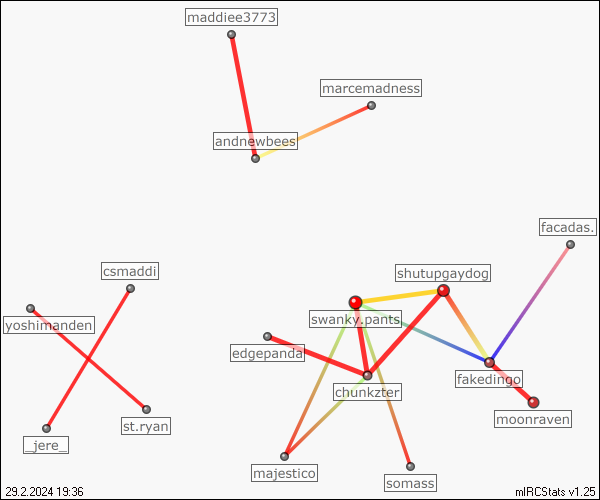 maddiee3773
marcemadness
andnewbees
facadas.
csmaddi
shutupgaydog
yoshimanden
swanky.pants
edgepanda
fakedingo
chunkzter
st.ryan
moonraven
_jere_
majestico
somass
29.2.2024 19:36
mIRCStats v1.25